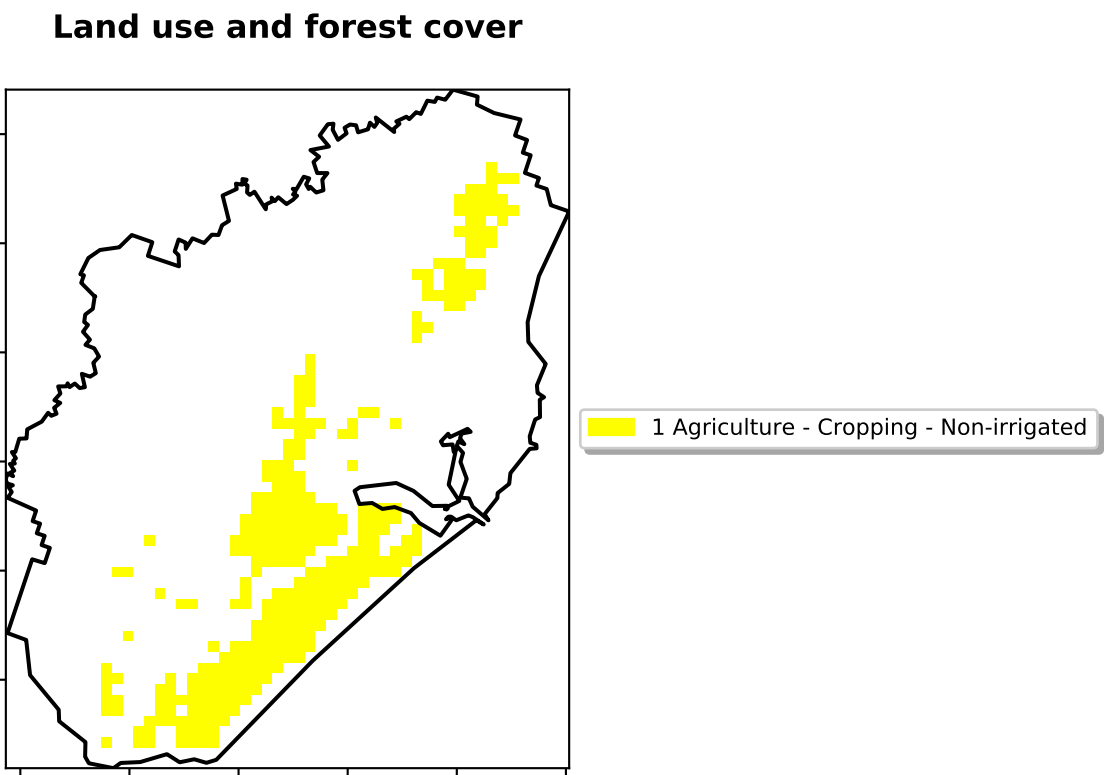 Land use and forest cover
1 Agriculture - Cropping - Non-irrigated